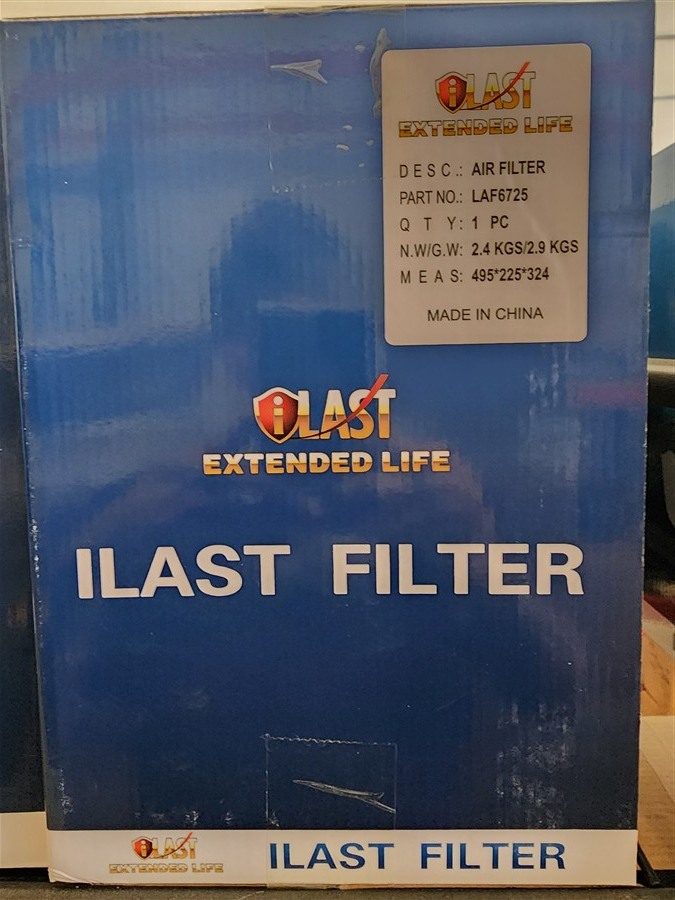 iLAST
EXTENDED LIFE
DESC.: AIR FILTER
PART NO.: LAF6725
QTY: 1 PC
N.W/G.W: 2.4 KGS/2.9 KGS
MEAS: 495*225*324
MADE IN CHINA
iLAST
EXTENDED LIFE
ILAST FILTER
iLAST
EXTENDED LIFE
ILAST FILTER